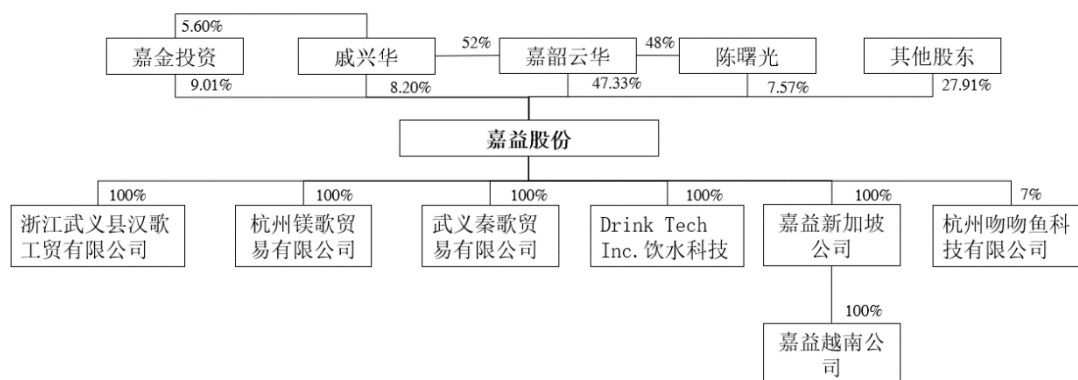 5.60%
嘉金投资
戚兴华
52%
嘉韶云华
48%
陈曙光
其他股东
9.01%
8.20%
47.33%
7.57%
27.91%
嘉益股份
100%
100%
100%
100%
100%
7%
浙江武义县汉歌
工贸有限公司
杭州镁歌贸
易有限公司
武义秦歌贸
易有限公司
Drink Tech
Inc.饮水科技
嘉益新加坡
公司
杭州吻吻鱼科
技有限公司
100%
嘉益越南公
司